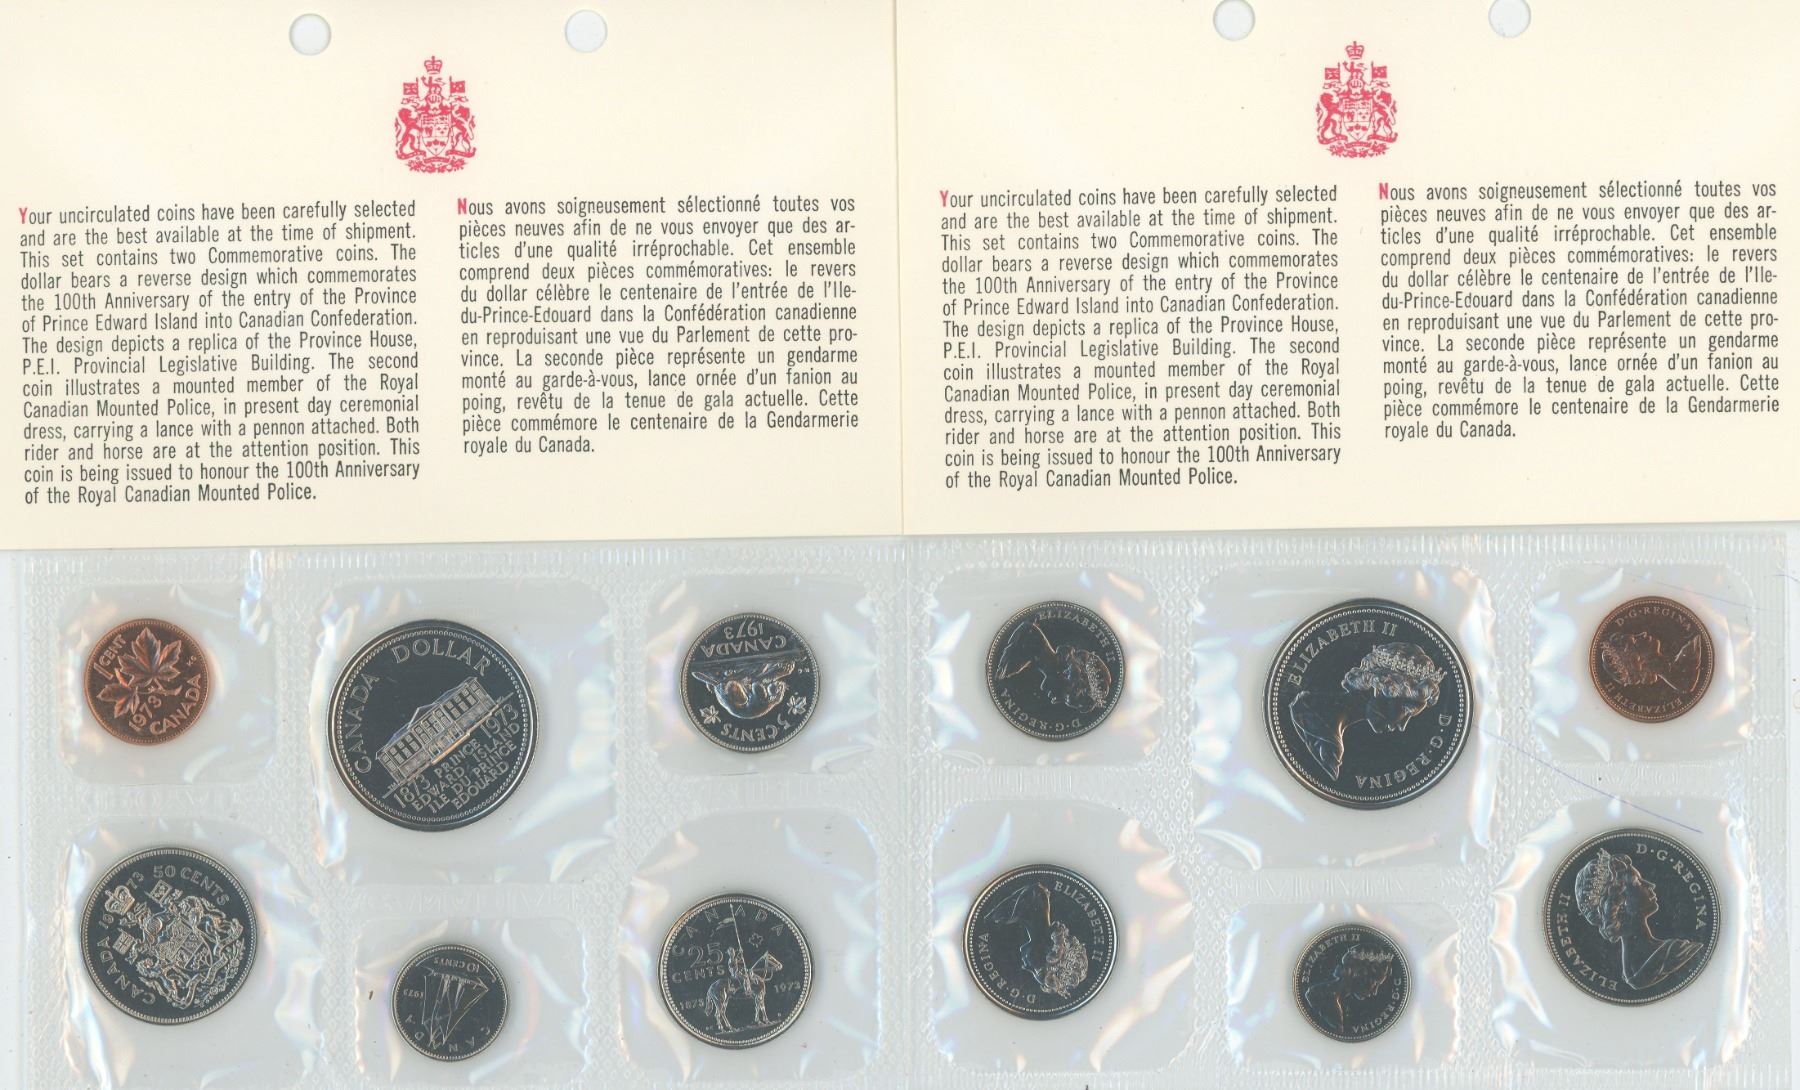 Your uncirculated coins have been carefully selected
and are the best available at the time of shipment.
This set contains two Commemorative coins. The
dollar bears a reverse design which commemorates
the 100th Anniversary of the entry of the Province
of Prince Edward Island into Canadian Confederation.
The design depicts a replica of the Province House,
P.E.I. Provincial Legislative Building. The second
coin illustrates a mounted member of the Royal
Canadian Mounted Police, in present day ceremonial
dress, carrying a lance with a pennon attached. Both
rider and horse are at the attention position. This
coin is being issued to honour the 100th Anniversary
of the Royal Canadian Mounted Police.
Nous avons soigneusement sélectionné toutes vos
pièces neuves afin de ne vous envoyer que des ar-
ticles d'une qualité irréprochable. Cet ensemble
comprend deux pièces commémoratives: le revers
du dollar célèbre le centenaire de l'entrée de l'Ile-
du-Prince-Edouard dans la Confédération canadienne
en reproduisant une vue du Parlement de cette pro-
vince. La seconde pièce représente un gendarme
monté au garde-à-vous, lance ornée d'un fanion au
poing, revêtu de la tenue de gala actuelle. Cette
pièce commémore le centenaire de la Gendarmerie
royale du Canada.
Your uncirculated coins have been carefully selected
and are the best available at the time of shipment.
This set contains two Commemorative coins. The
dollar bears a reverse design which commemorates
the 100th Anniversary of the entry of the Province
of Prince Edward Island into Canadian Confederation.
The design depicts a replica of the Province House,
P.E.I. Provincial Legislative Building. The second
coin illustrates a mounted member of the Royal
Canadian Mounted Police, in present day ceremonial
dress, carrying a lance with a pennon attached. Both
rider and horse are at the attention position. This
coin is being issued to honour the 100th Anniversary
of the Royal Canadian Mounted Police.
Nous avons soigneusement sélectionné toutes vos
pièces neuves afin de ne vous envoyer que des ar-
ticles d'une qualité irréprochable. Cet ensemble
comprend deux pièces commémoratives: le revers
du dollar célèbre le centenaire de l'entrée de l'Ile-
du-Prince-Edouard dans la Confédération canadienne
en reproduisant une vue du Parlement de cette pro-
vince. La seconde pièce représente un gendarme
monté au garde-à-vous, lance ornée d'un fanion au
poing, revêtu de la tenue de gala actuelle. Cette
pièce commémore le centenaire de la Gendarmerie
royale du Canada.
1 CENT
1973
CANADA
CANADA DOLLAR
1873 1973
PRINCE
EDWARD ISLAND
ILE DU PRINCE
EDOUARD
5 CENTS
CANADA
1973
ELIZABETH II D·G·REGINA
ELIZABETH II D·G·REGINA
ELIZABETH II D·G·REGINA
CANADA 1973 50 CENTS
10 CENTS
1973
CANADA
CANADA
25
CENTS
1873 1973
ELIZABETH II D·G·REGINA
ELIZABETH II D·G·REGINA
ELIZABETH II D·G·REGINA